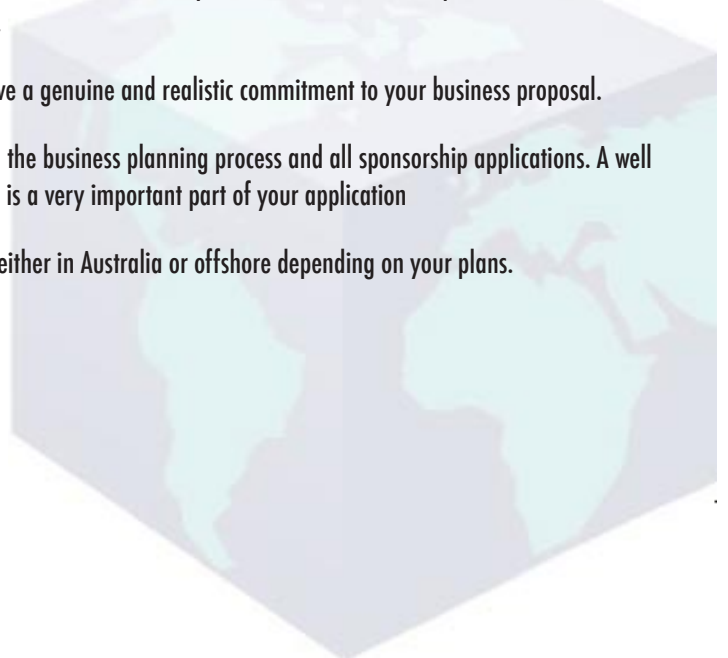 ve a genuine and realistic commitment to your business proposal.
the business planning process and all sponsorship applications. A well
is a very important part of your application
either in Australia or offshore depending on your plans.